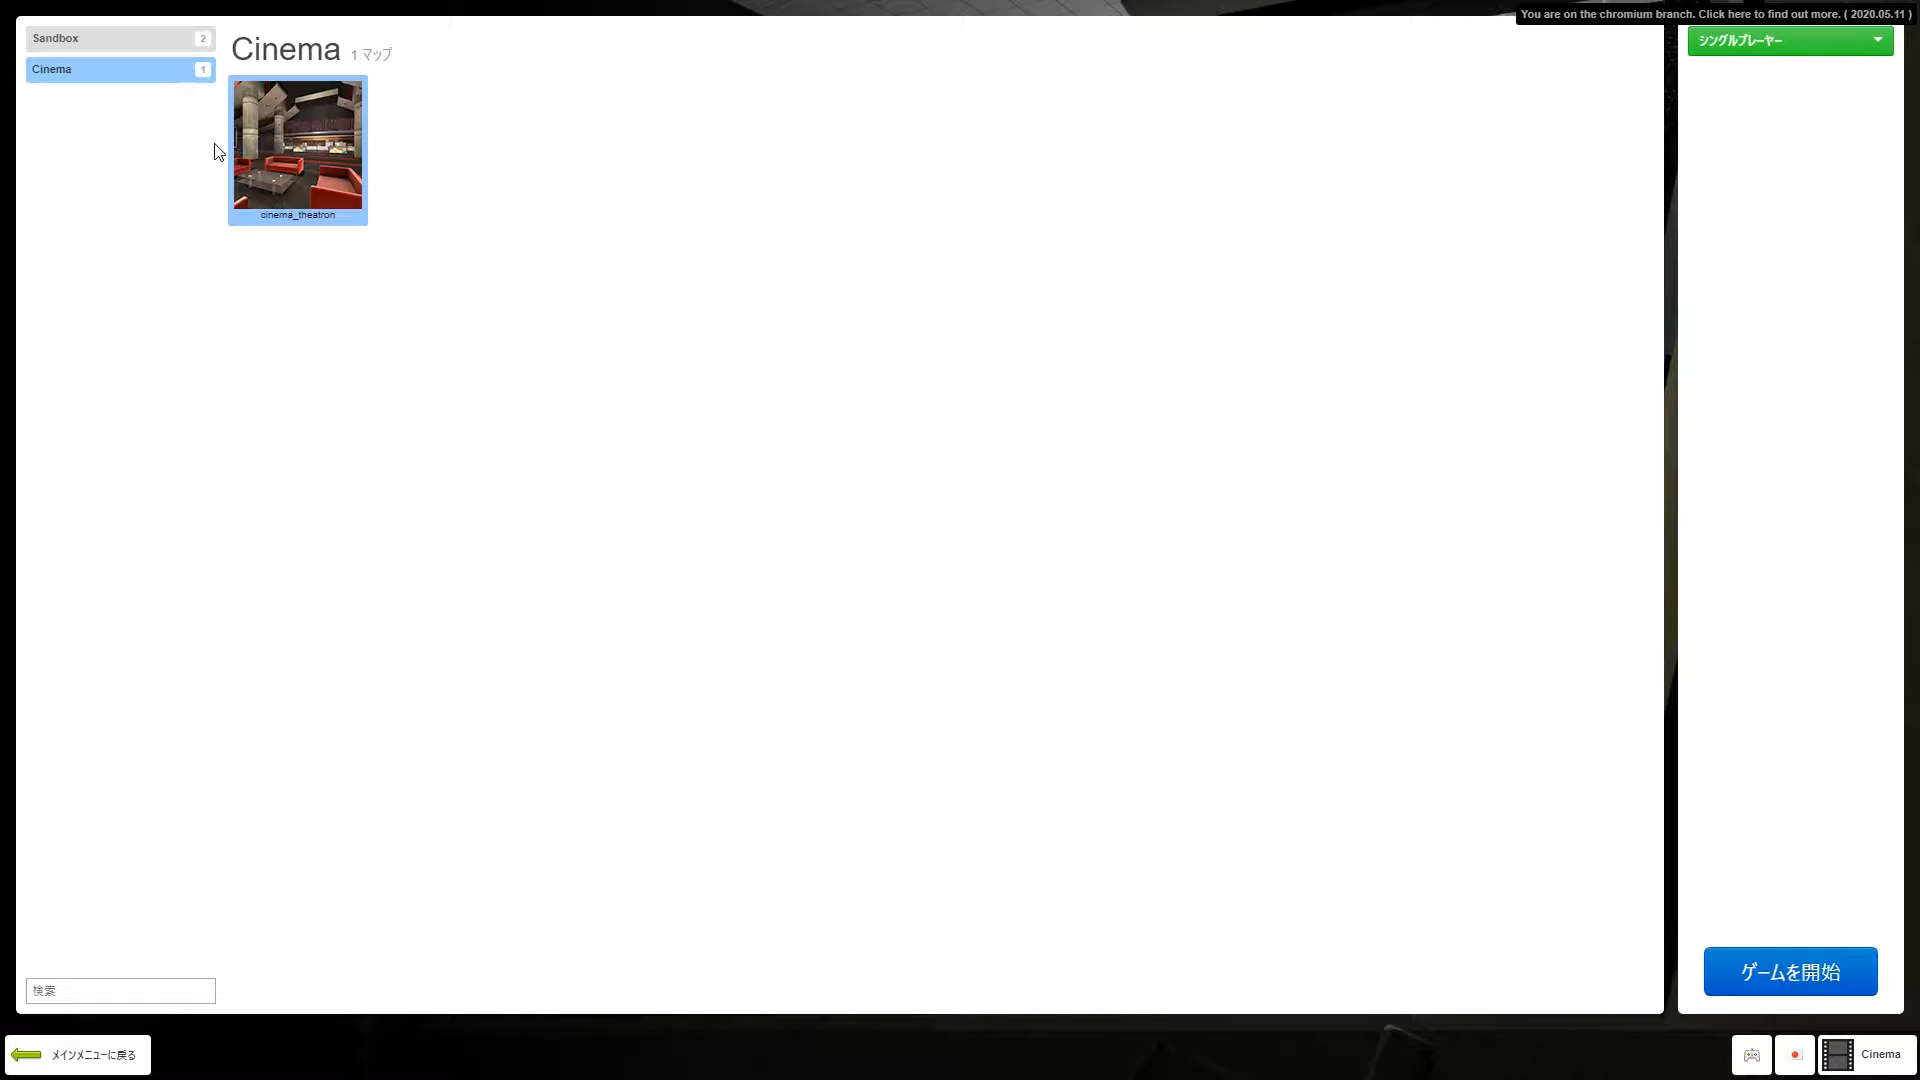 You are on the chromium branch. Click here to find out more. ( 2020.05.11 )
Sandbox 2
Cinema 1
Cinema 1 マップ
cinema_theatron
シングルプレーヤー
検索
ゲームを開始
メインメニューに戻る
Cinema